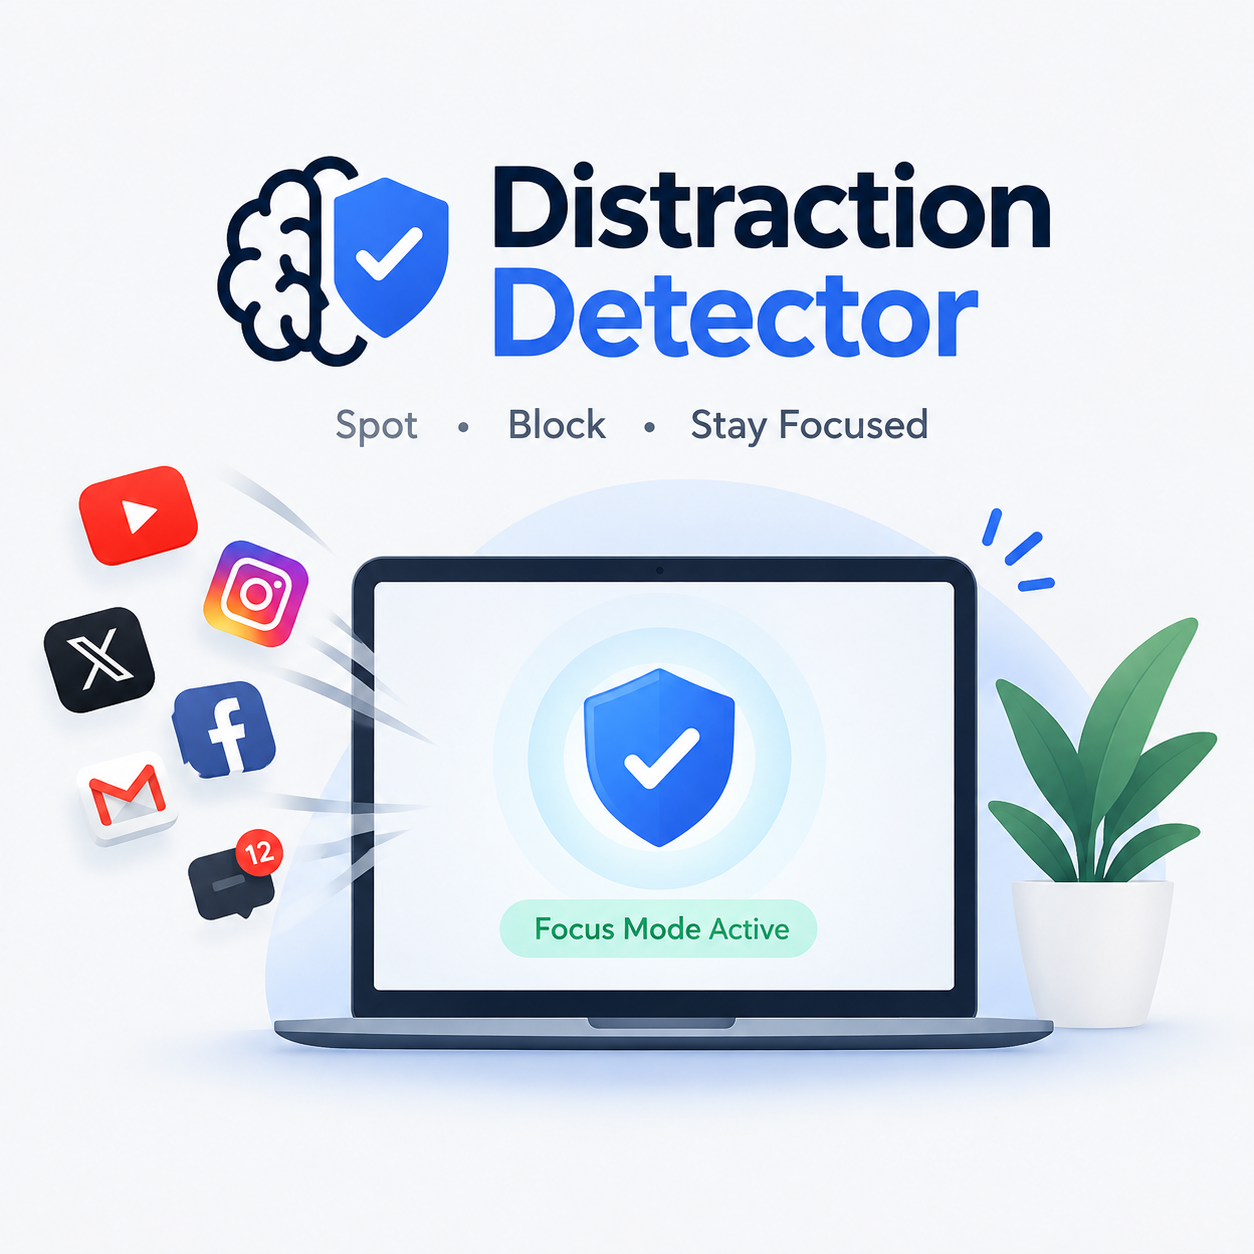 Distraction
Detector
Spot • Block • Stay Focused
12
Focus Mode Active